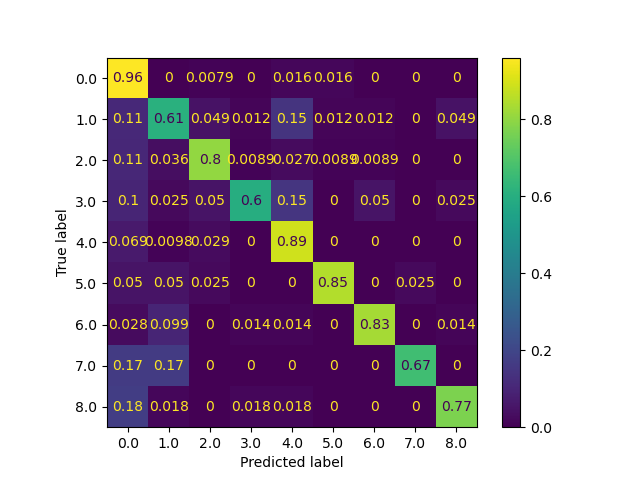 0.0 0.96 0 0.0079 0 0.016 0.016 0 0 0
1.0 0.11 0.61 0.049 0.012 0.15 0.012 0.012 0 0.049
0.8
2.0 0.11 0.036 0.8 0.0089 0.027 0.0089 0.0089 0 0
0.6
3.0 0.1 0.025 0.05 0.6 0.15 0 0.05 0 0.025
True label
4.0 0.069 0.0098 0.029 0 0.89 0 0 0 0
0.4
5.0 0.05 0.05 0.025 0 0 0.85 0 0.025 0
6.0 0.028 0.099 0 0.014 0.014 0 0.83 0 0.014
0.2
7.0 0.17 0.17 0 0 0 0 0 0.67 0
8.0 0.18 0.018 0 0.018 0.018 0 0 0 0.77
0.0
0.0 1.0 2.0 3.0 4.0 5.0 6.0 7.0 8.0
Predicted label